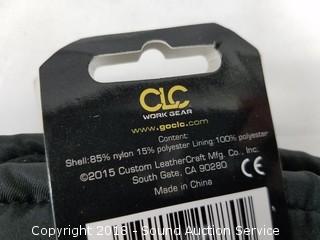 CLC
WORK GEAR
www.goclc.com
Content:
Shell:85% nylon 15% polyester Lining 100% polyester
©2015 Custom LeatherCraft Mfg. Co., Inc.
South Gate, CA 90280
Made in China
CE
Copyright 2018 - Sound Auction Service